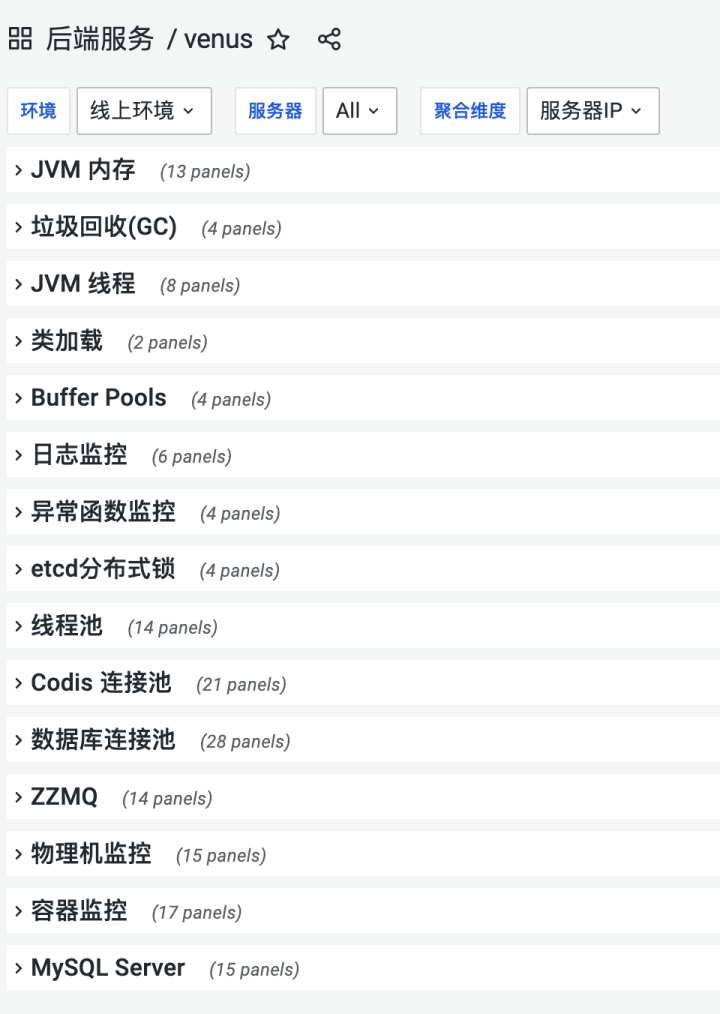 后端服务 / venus
环境 线上环境 服务器 All 聚合维度 服务器IP
JVM 内存 (13 panels)
垃圾回收(GC) (4 panels)
JVM 线程 (8 panels)
类加载 (2 panels)
Buffer Pools (4 panels)
日志监控 (6 panels)
异常函数监控 (4 panels)
etcd分布式锁 (4 panels)
线程池 (14 panels)
Codis 连接池 (21 panels)
数据库连接池 (28 panels)
ZZMQ (14 panels)
物理机监控 (15 panels)
容器监控 (17 panels)
MySQL Server (15 panels)